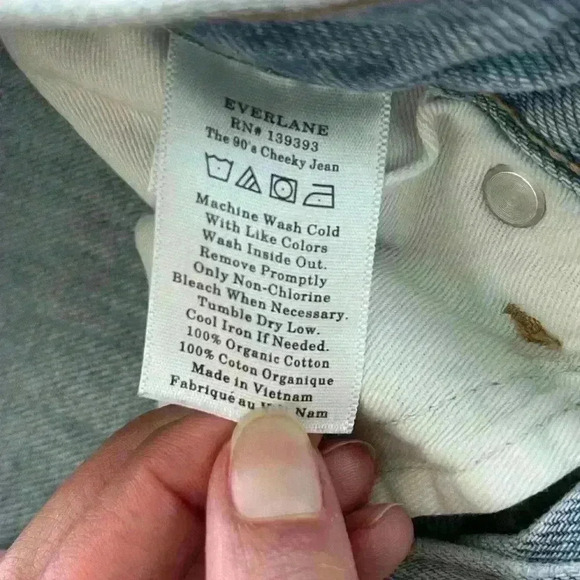 EVERLANE
RN# 139393
The 90's Cheeky Jean
Machine Wash Cold
With Like Colors
Wash Inside Out.
Remove Promptly
Only Non-Chlorine
Bleach When Necessary.
Tumble Dry Low.
Cool Iron If Needed.
100% Organic Cotton
100% Coton Organique
Made in Vietnam
Fabriqué au Nam